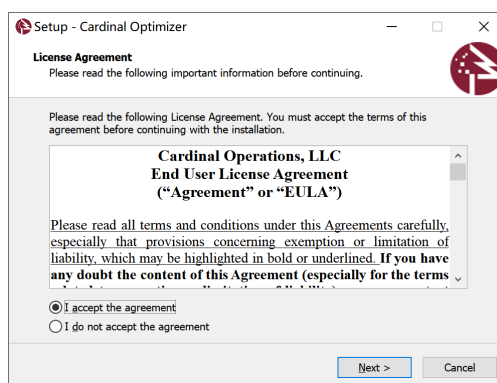 Setup - Cardinal Optimizer
License Agreement
Please read the following important information before continuing.
Please read the following License Agreement. You must accept the terms of this
agreement before continuing with the installation.
Cardinal Operations, LLC
End User License Agreement
(“Agreement” or “EULA”)
Please read all terms and conditions under this Agreements carefully,
especially that provisions concerning exemption or limitation of
liability, which may be highlighted in bold or underlined. If you have
any doubt the content of this Agreement (especially for the terms
I accept the agreement
I do not accept the agreement
Next >
Cancel